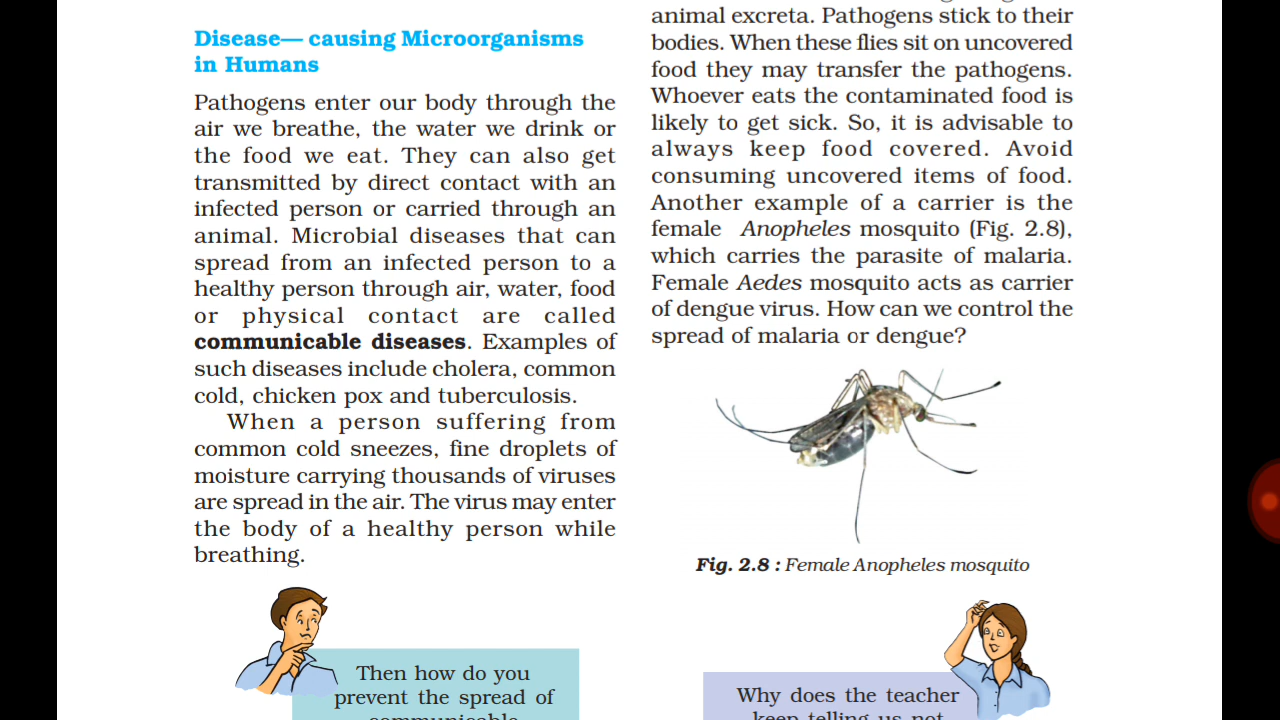 Disease— causing Microorganisms
in Humans
Pathogens enter our body through the
air we breathe, the water we drink or
the food we eat. They can also get
transmitted by direct contact with an
infected person or carried through an
animal. Microbial diseases that can
spread from an infected person to a
healthy person through air, water, food
or physical contact are called
communicable diseases. Examples of
such diseases include cholera, common
cold, chicken pox and tuberculosis.
When a person suffering from
common cold sneezes, fine droplets of
moisture carrying thousands of viruses
are spread in the air. The virus may enter
the body of a healthy person while
breathing.
Then how do you
prevent the spread of
communicable
animal excreta. Pathogens stick to their
bodies. When these flies sit on uncovered
food they may transfer the pathogens.
Whoever eats the contaminated food is
likely to get sick. So, it is advisable to
always keep food covered. Avoid
consuming uncovered items of food.
Another example of a carrier is the
female Anopheles mosquito (Fig. 2.8),
which carries the parasite of malaria.
Female Aedes mosquito acts as carrier
of dengue virus. How can we control the
spread of malaria or dengue?
Fig. 2.8 : Female Anopheles mosquito
Why does the teacher
keep telling us not